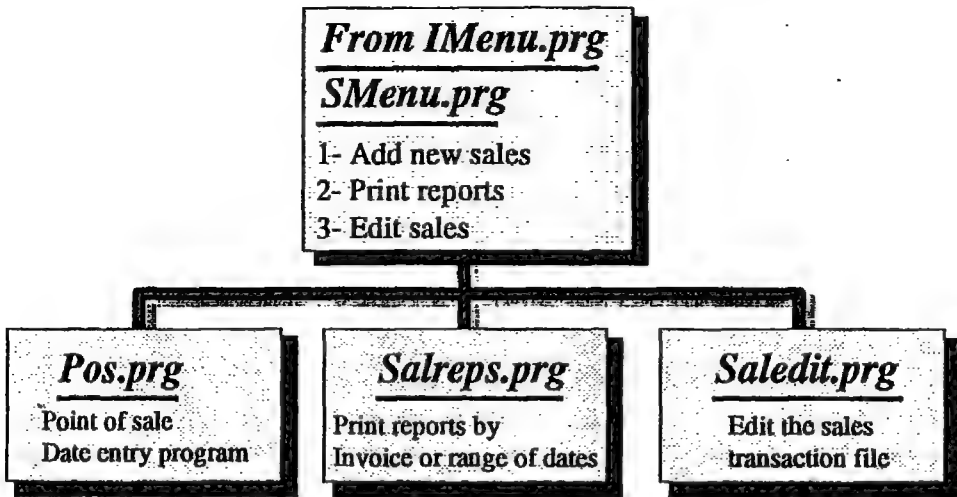 From IMenu.prg
SMenu.prg
1- Add new sales
2- Print reports
3- Edit sales
Pos.prg
Point of sale
Date entry program
Salreps.prg
Print reports by
Invoice or range of dates
Saledit.prg
Edit the sales
transaction file